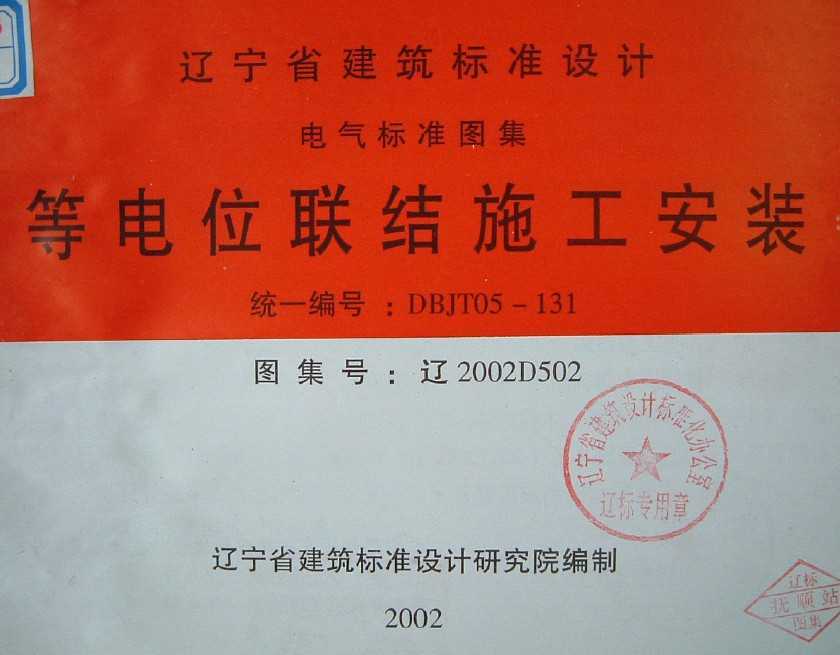 辽宁省建筑标准设计
电气标准图集
等电位联结施工安装
统一编号：DBJT05－131
图集号：辽2002D502
辽宁省建筑设计标准化办公室
辽标专用章
辽宁省建筑标准设计研究院编制
2002
辽标
抚顺站
图集